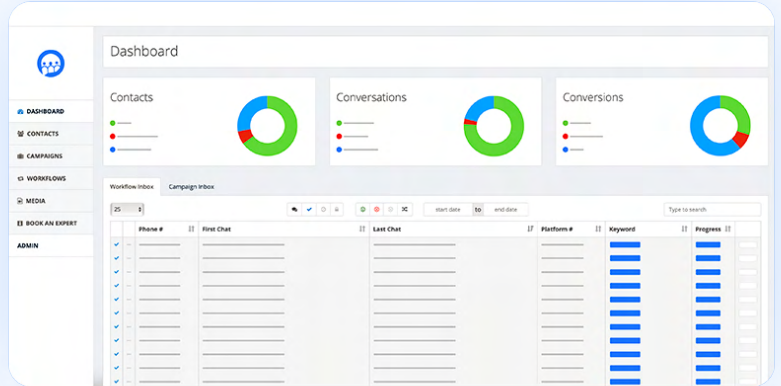 Dashboard
DASHBOARD
CONTACTS
CAMPAIGNS
WORKFLOWS
MEDIA
BOOK AN EXPERT
ADMIN
Contacts
Conversations
Conversions
Workflow Inbox
Campaign Inbox
25
start date
to
end date
Type to search
Phone #
First Chat
Last Chat
Platform #
Keyword
Progress